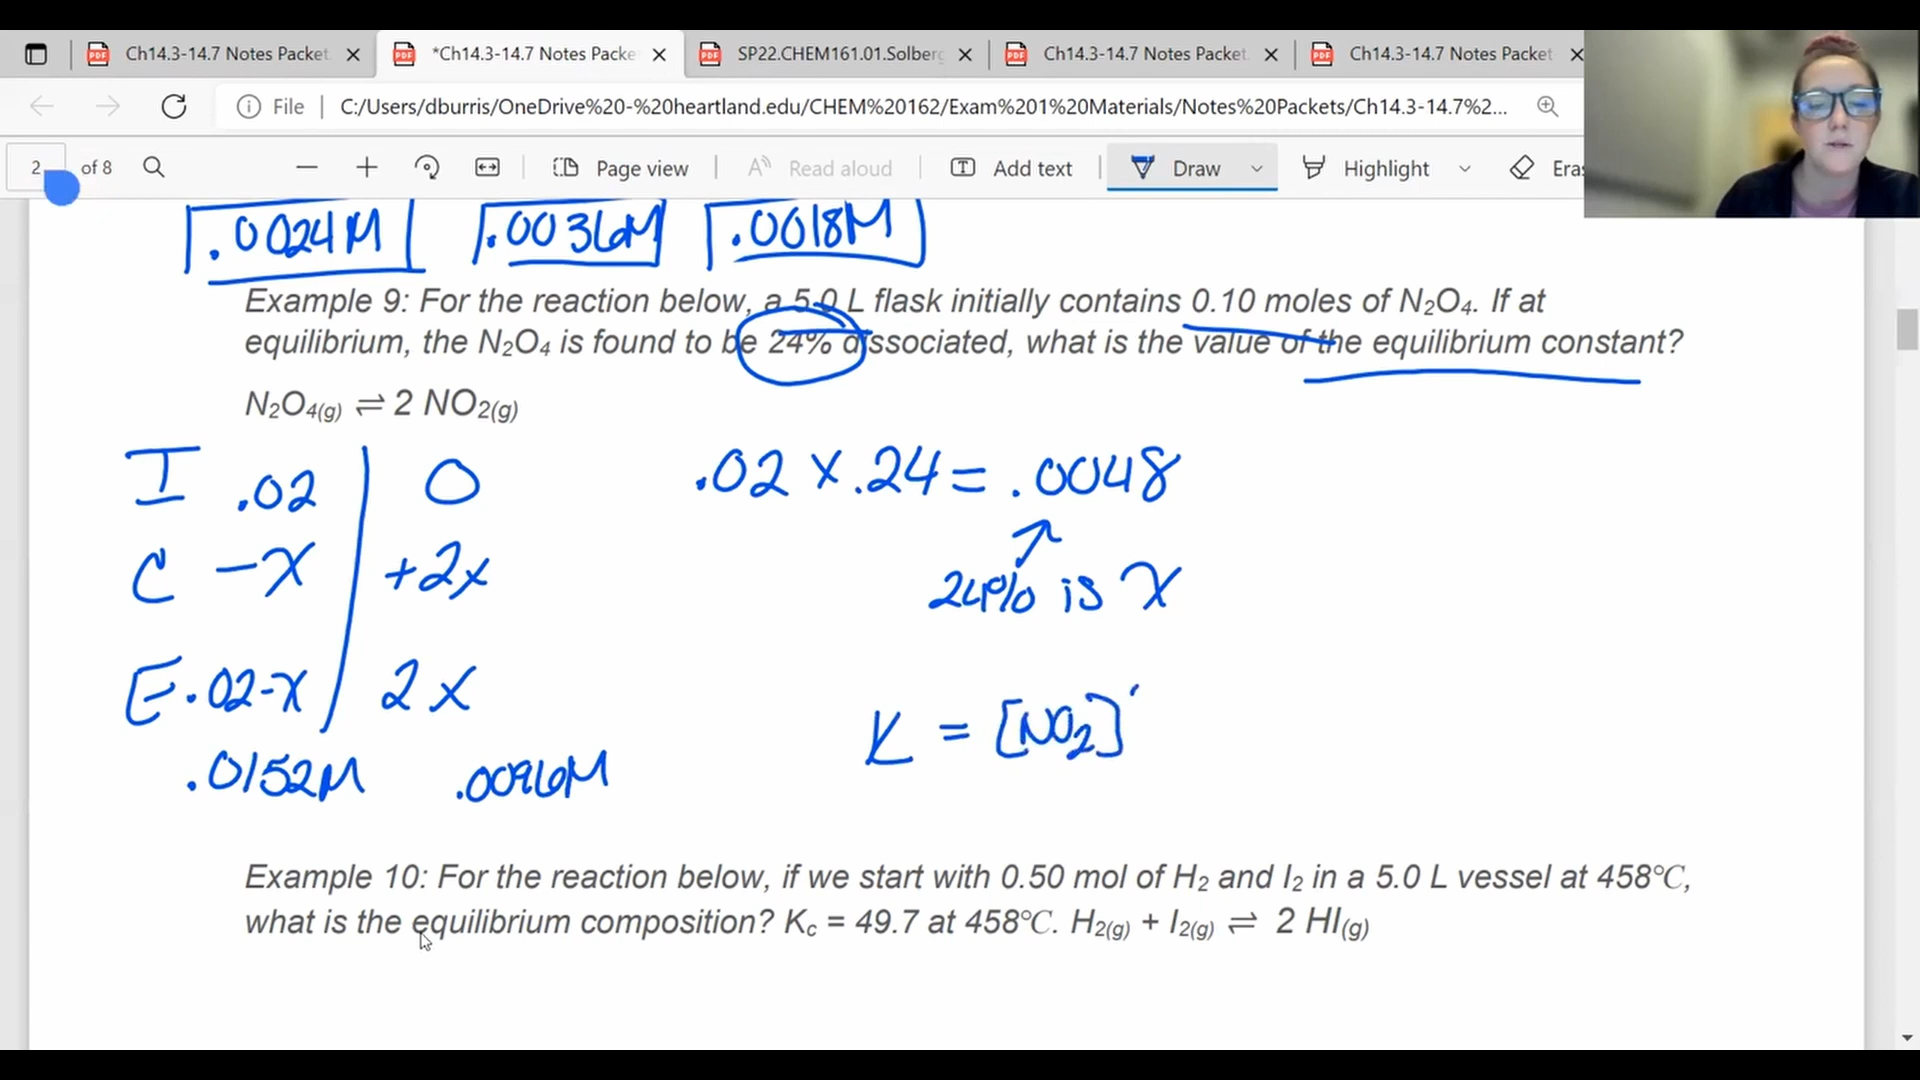 Ch14.3-14.7 Notes Packet
*Ch14.3-14.7 Notes Packe
SP22.CHEM161.01.Solberg
Ch14.3-14.7 Notes Packet
Ch14.3-14.7 Notes Packet
File
C:/Users/dburris/OneDrive%20-%20heartland.edu/CHEM%20162/Exam%201%20Materials/Notes%20Packets/Ch14.3-14.7%2...
2 of 8
Page view
Read aloud
Add text
Draw
Highlight
Eras
.0024M .0036M .0018M
Example 9: For the reaction below, a 5.0 L flask initially contains 0.10 moles of N2O4. If at
equilibrium, the N2O4 is found to be 24% dissociated, what is the value of the equilibrium constant?
N2O4(g) ⇌ 2 NO2(g)
I .02 0
C -x +2x
E .02-x 2x
.0152M .0096M
.02 x .24 = .0048
24% is x
K = [NO2]
Example 10: For the reaction below, if we start with 0.50 mol of H2 and I2 in a 5.0 L vessel at 458°C,
what is the equilibrium composition? Kc = 49.7 at 458°C. H2(g) + I2(g) ⇌ 2 HI(g)